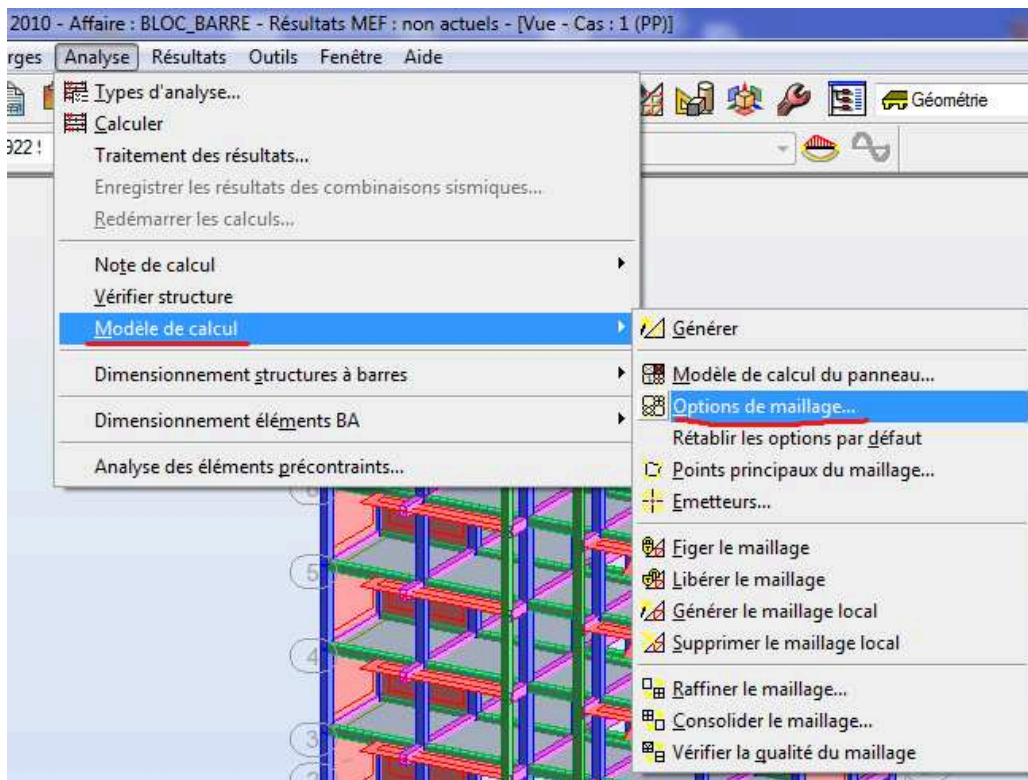 2010 - Affaire : BLOC_BARRE - Résultats MEF : non actuels - [Vue - Cas : 1 (PP)]
rges Analyse Résultats Outils Fenêtre Aide
Types d'analyse...
Géométrie
Calculer
922
Traitement des résultats...
Enregistrer les résultats des combinaisons sismiques...
Redémarrer les calculs...
Note de calcul
Vérifier structure
Modèle de calcul
Dimensionnement structures à barres
Dimensionnement éléments BA
Analyse des éléments précontraints...
Générer
Modèle de calcul du panneau...
Options de maillage...
Rétablir les options par défaut
Points principaux du maillage...
Emetteurs...
Figer le maillage
Libérer le maillage
Générer le maillage local
Supprimer le maillage local
Raffiner le maillage...
Consolider le maillage...
Vérifier la qualité du maillage
5
4
3